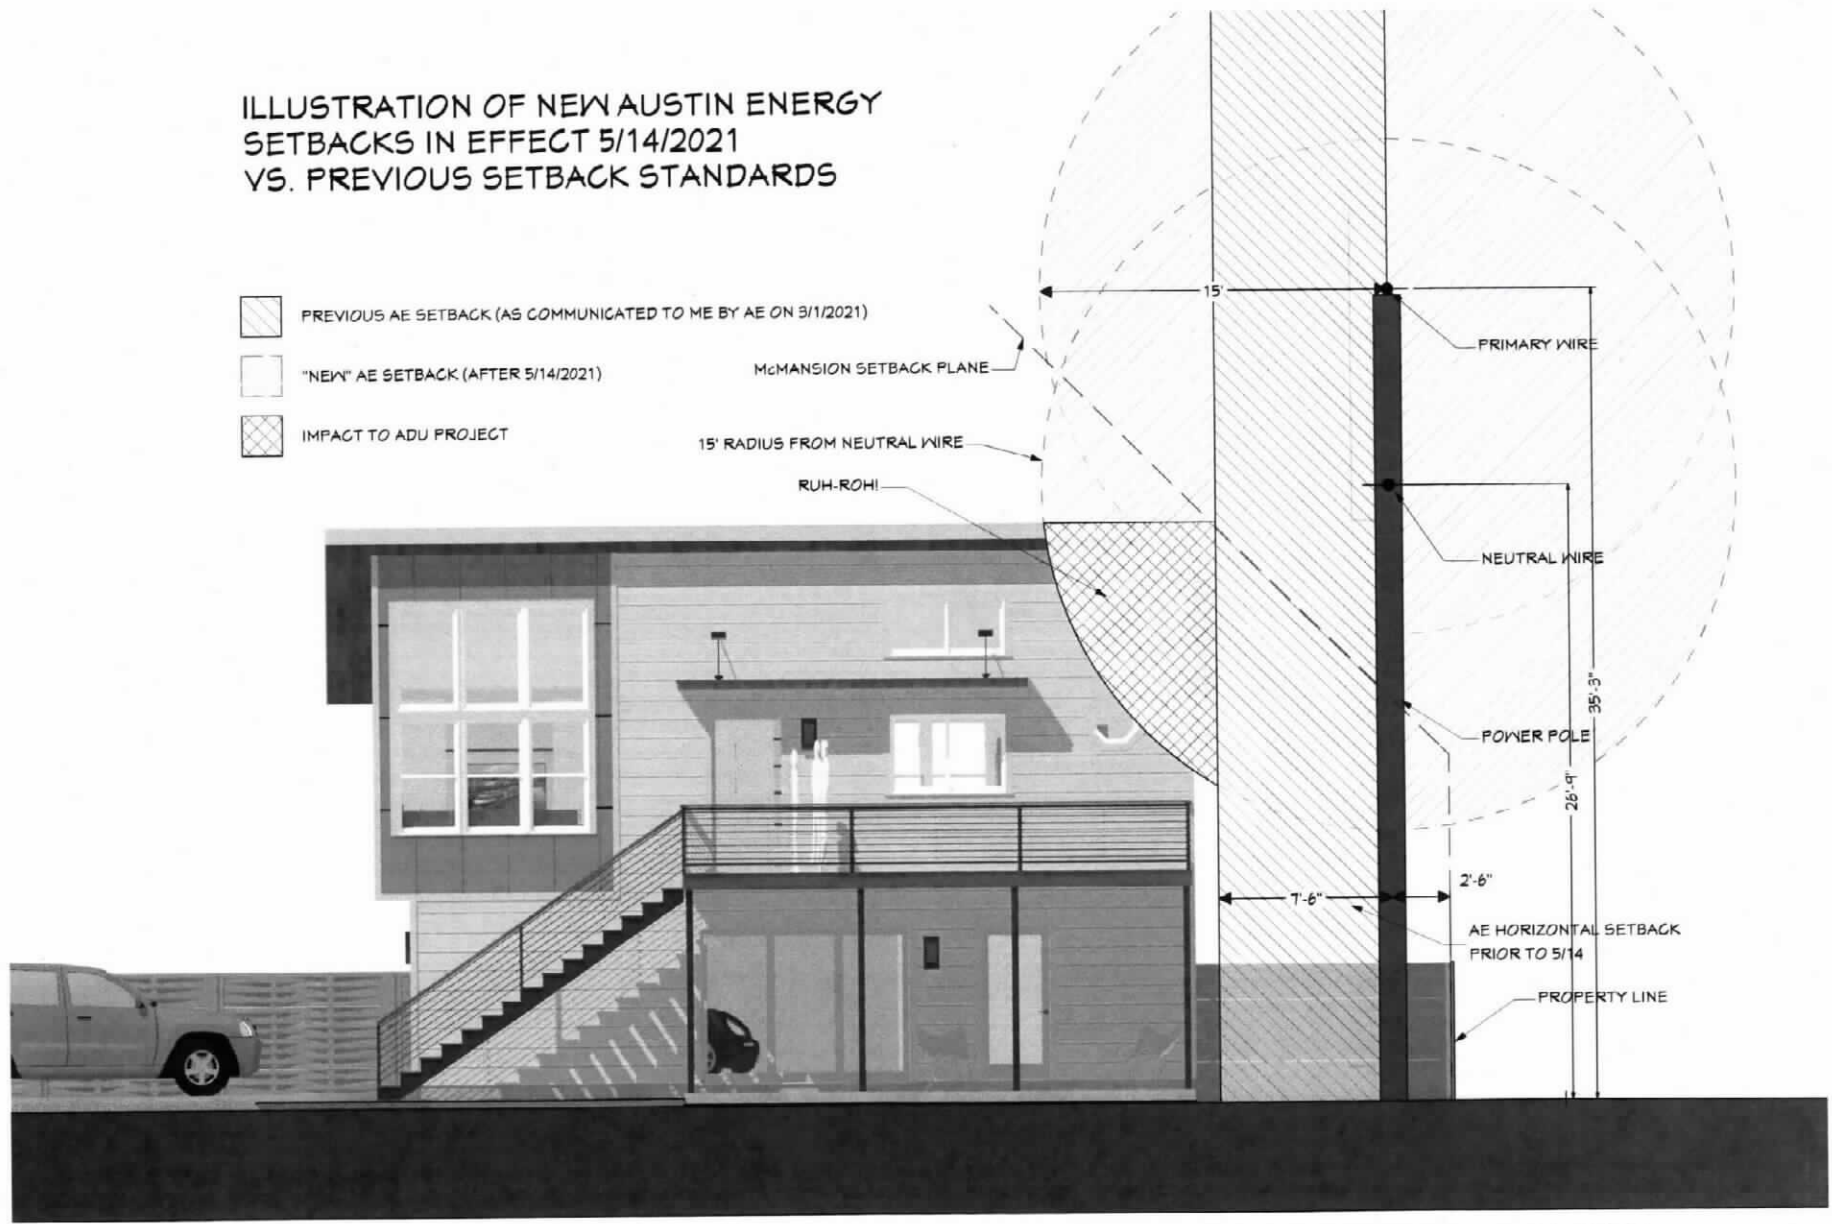 ILLUSTRATION OF NEW AUSTIN ENERGY
SETBACKS IN EFFECT 5/14/2021
VS. PREVIOUS SETBACK STANDARDS
PREVIOUS AE SETBACK (AS COMMUNICATED TO ME BY AE ON 3/1/2021)
"NEW" AE SETBACK (AFTER 5/14/2021)
IMPACT TO ADU PROJECT
15'
McMANSION SETBACK PLANE
15' RADIUS FROM NEUTRAL WIRE
RUH-ROH!
PRIMARY WIRE
NEUTRAL WIRE
35'-3"
POWER POLE
26'-9"
2'-6"
7'-6"
AE HORIZONTAL SETBACK
PRIOR TO 5/14
PROPERTY LINE